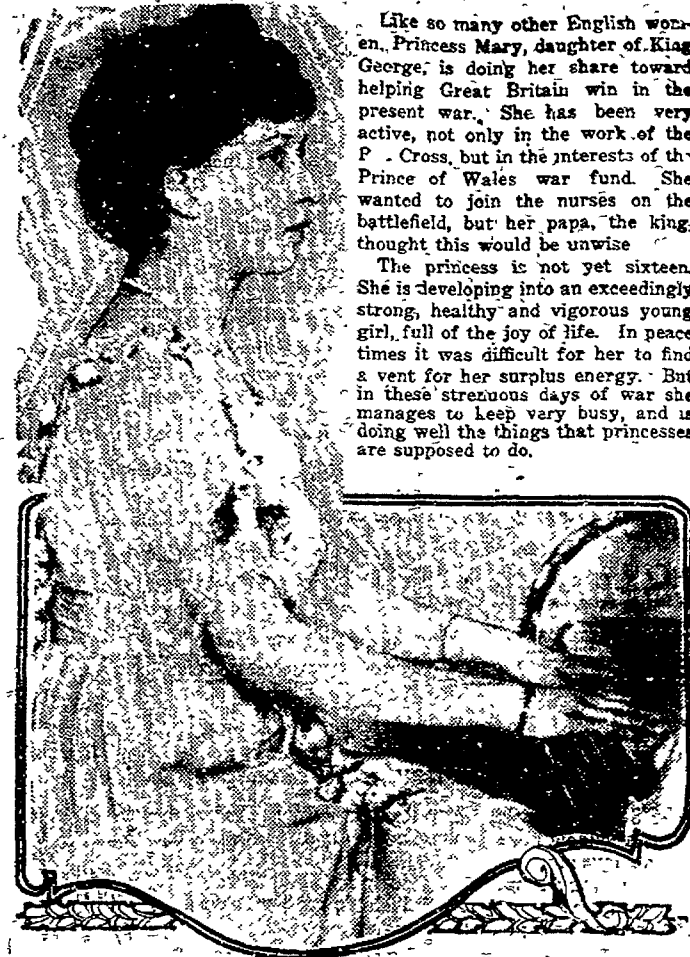 Like so many other English wom-
en, Princess Mary, daughter of King
George, is doing her share toward
helping Great Britain win in the
present war. She has been very
active, not only in the work of the
Cross, but in the interests of th
Prince of Wales war fund. She
wanted to join the nurses on the
battlefield, but her papa, the king,
thought this would be unwise
The princess is not yet sixteen.
She is developing into an exceedingly
strong, healthy and vigorous young
girl, full of the joy of life. In peace
times it was difficult for her to find
a vent for her surplus energy. But
in these strenuous days of war she
manages to keep very busy, and is
doing well the things that princesses
are supposed to do.